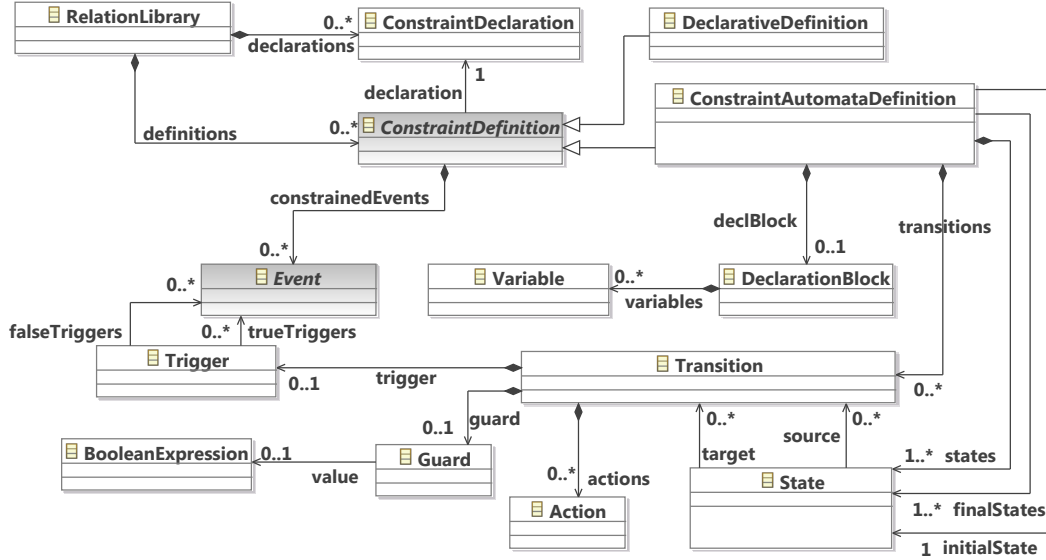 RelationLibrary
0..*
ConstraintDeclaration
DeclarativeDefinition
declarations
1
declaration
ConstraintAutomataDefinition
definitions
0..*
ConstraintDefinition
constrainedEvents
declBlock
transitions
0..*
0..1
Event
Variable
0..*
DeclarationBlock
0..*
variables
falseTriggers
0..*
trueTriggers
Trigger
Transition
0..1
trigger
0..*
guard
0..*
0..*
0..1
source
BooleanExpression
0..1
Guard
target
1..*
states
value
0..*
actions
State
Action
1..*
finalStates
1
initialState